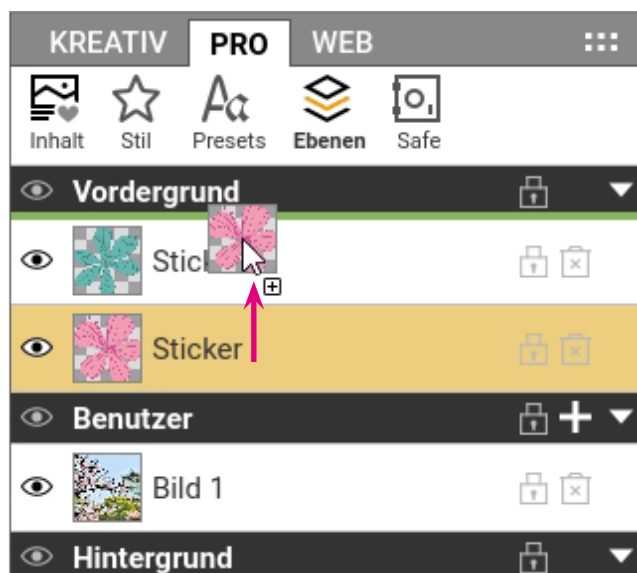 KREATIV PRO WEB
Inhalt Stil Presets Ebenen Safe
Vordergrund
Stick
Sticker
Benutzer
Bild 1
Hintergrund